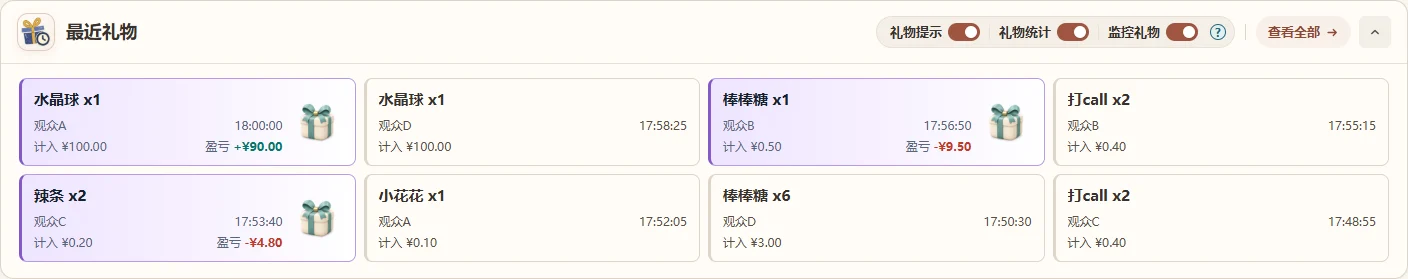 最近礼物
礼物提示 礼物统计 监控礼物 ? 查看全部 →
水晶球 x1
观众A 18:00:00
计入 ¥100.00 盈亏 +¥90.00
水晶球 x1
观众D 17:58:25
计入 ¥100.00
棒棒糖 x1
观众B 17:56:50
计入 ¥0.50 盈亏 -¥9.50
打call x2
观众B 17:55:15
计入 ¥0.40
辣条 x2
观众C 17:53:40
计入 ¥0.20 盈亏 -¥4.80
小花花 x1
观众A 17:52:05
计入 ¥0.10
棒棒糖 x6
观众D 17:50:30
计入 ¥3.00
打call x2
观众C 17:48:55
计入 ¥0.40